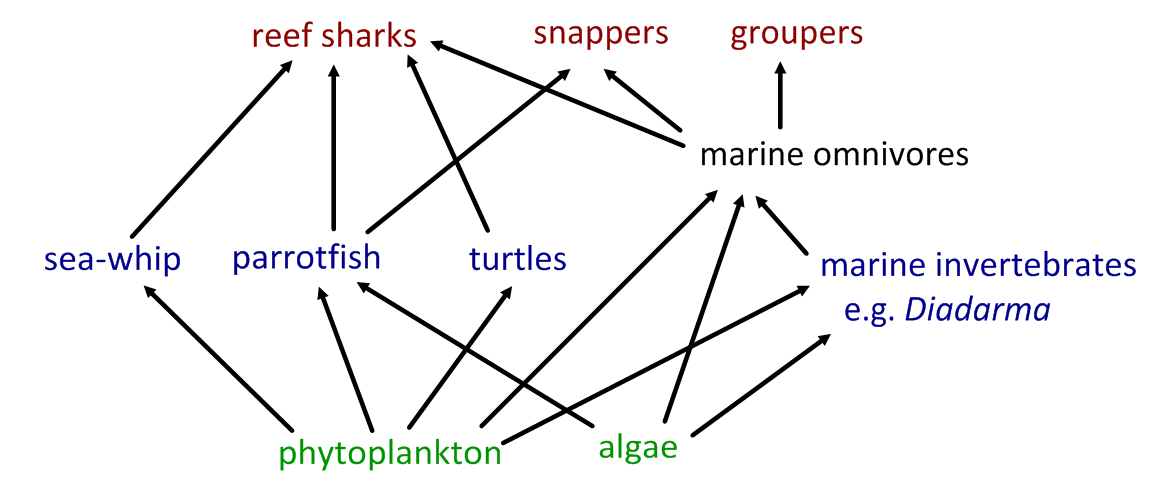 reef sharks
snappers
groupers
marine omnivores
sea-whip
parrotfish
turtles
marine invertebrates
e.g. Diadarma
phytoplankton
algae